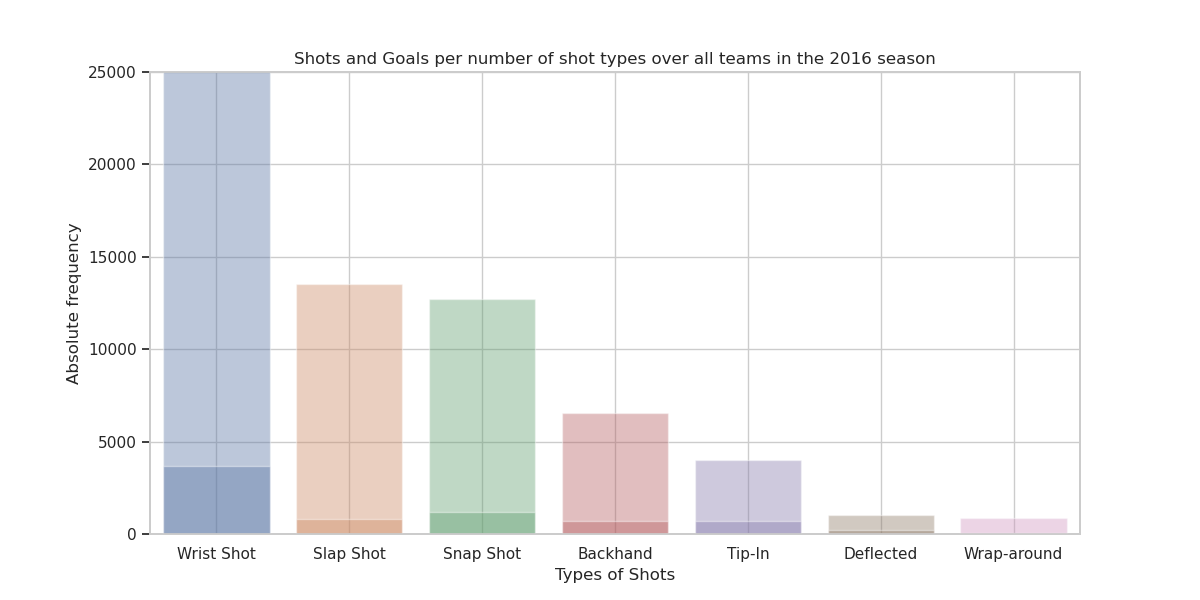 Shots and Goals per number of shot types over all teams in the 2016 season
25000
20000
15000
10000
5000
0
Absolute frequency
Wrist Shot Slap Shot Snap Shot Backhand Tip-In Deflected Wrap-around
Types of Shots